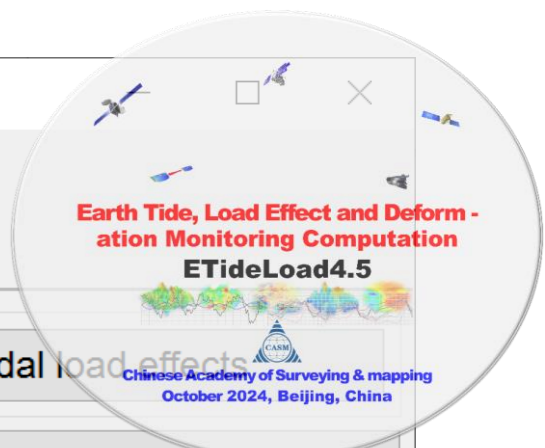 Earth Tide, Load Effect and Deform -
ation Monitoring Computation
ETideLoad4.5
CASM
dal load effects
Chinese Academy of Surveying & mapping
October 2024, Beijing, China